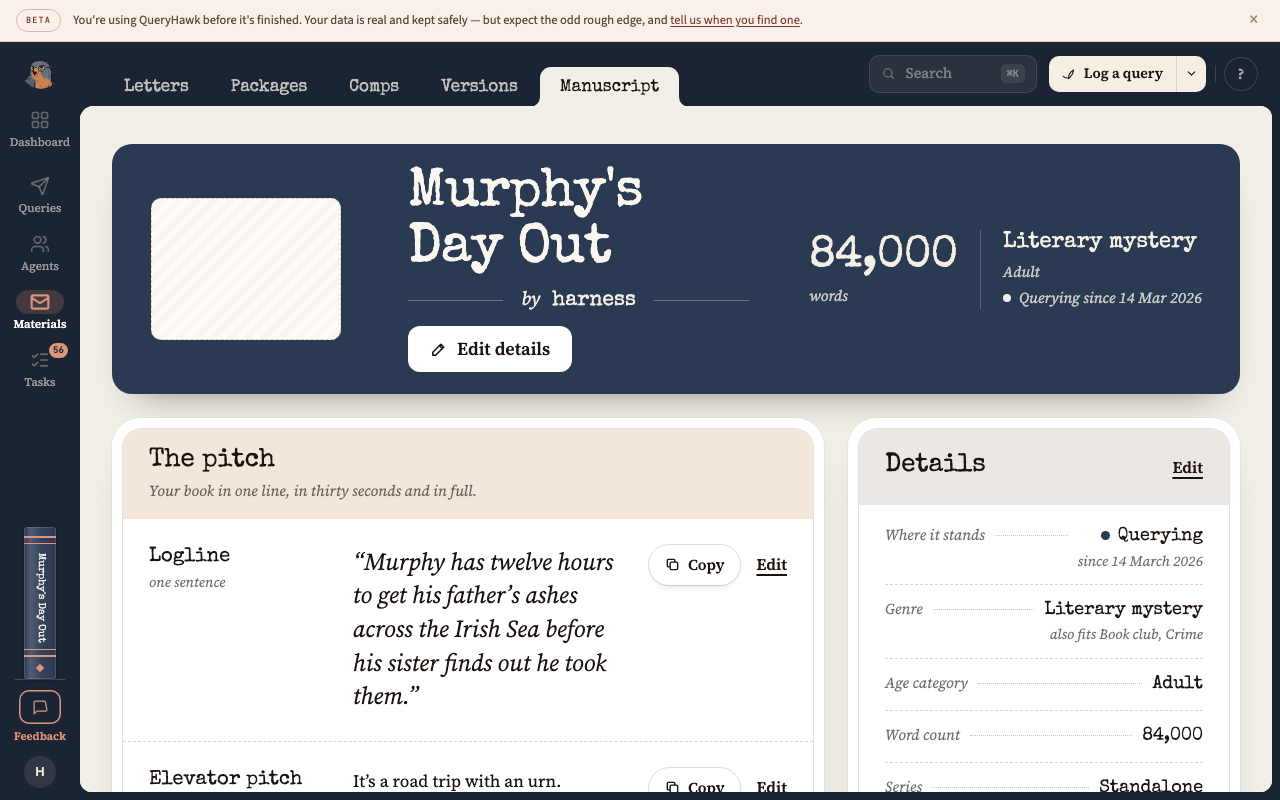 BETA
You're using QueryHawk before it's finished. Your data is real and kept safely — but expect the odd rough edge, and tell us when you find one.
×
Letters
Packages
Comps
Versions
Manuscript
Search
⌘K
Log a query
?
Dashboard
Queries
Agents
Materials
56
Tasks
Murphy's Day Out
Feedback
H
Murphy's
Day Out
by harness
Edit details
84,000
words
Literary mystery
Adult
Querying since 14 Mar 2026
The pitch
Your book in one line, in thirty seconds and in full.
Logline
one sentence
“Murphy has twelve hours
to get his father’s ashes
across the Irish Sea before
his sister finds out he took
them.”
Copy
Edit
Elevator pitch
It’s a road trip with an urn.
Copy
Edit
Details
Edit
Where it stands
Querying
since 14 March 2026
Genre
Literary mystery
also fits Book club, Crime
Age category
Adult
Word count
84,000
Series
Standalone